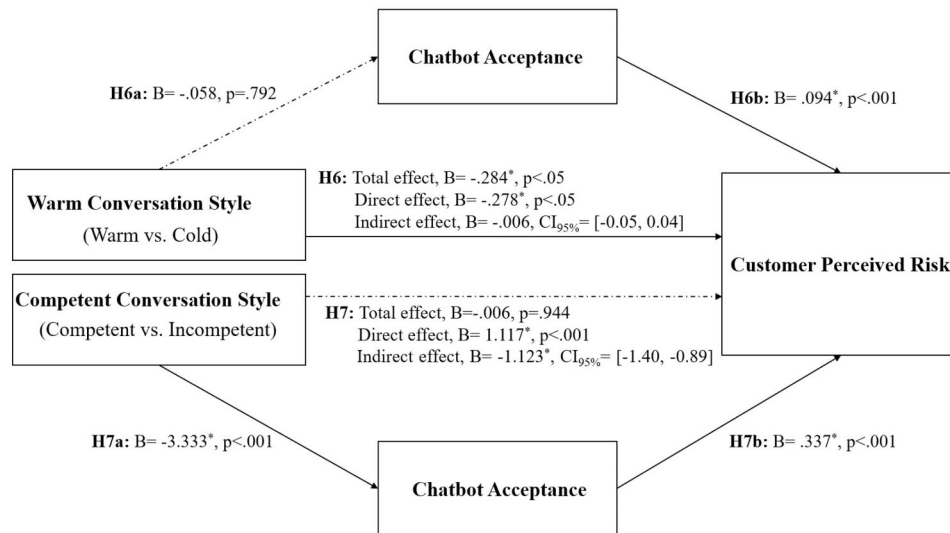 Chatbot Acceptance
H6a: B= -.058, p=.792
H6b: B= .094*, p<.001
Warm Conversation Style
(Warm vs. Cold)
H6: Total effect, B= -.284*, p<.05
Direct effect, B= -.278*, p<.05
Indirect effect, B= -.006, CI95%= [-0.05, 0.04]
Customer Perceived Risk
Competent Conversation Style
(Competent vs. Incompetent)
H7: Total effect, B=-.006, p=.944
Direct effect, B= 1.117*, p<.001
Indirect effect, B= -1.123*, CI95%= [-1.40, -0.89]
H7a: B= -3.333*, p<.001
H7b: B= .337*, p<.001
Chatbot Acceptance